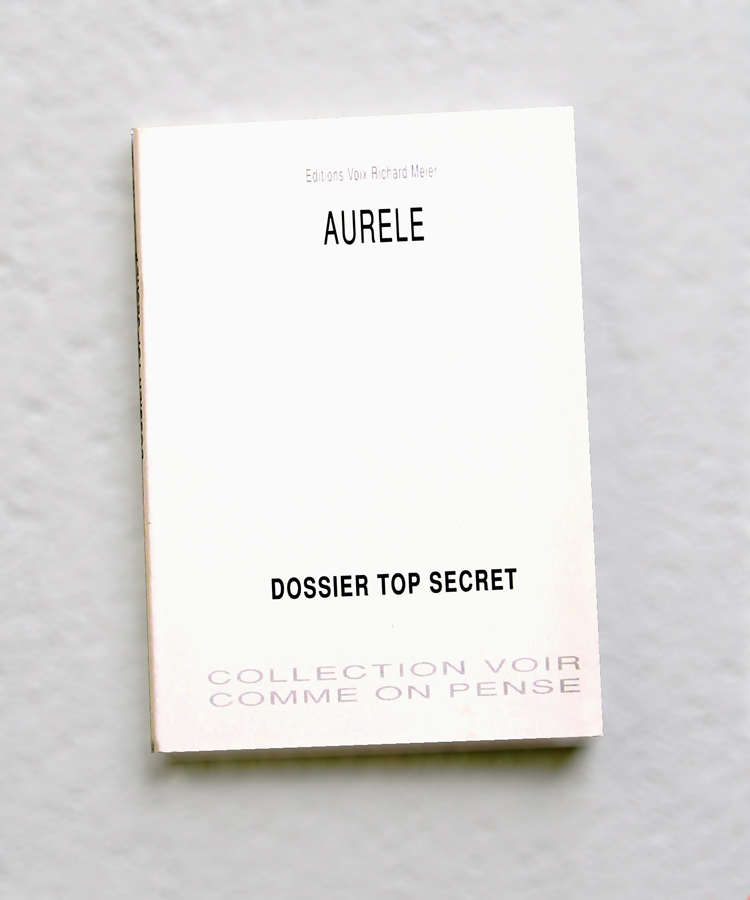 Editions Voix Richard Meier
AURELE
DOSSIER TOP SECRET
COLLECTION VOIR
COMME ON PENSE